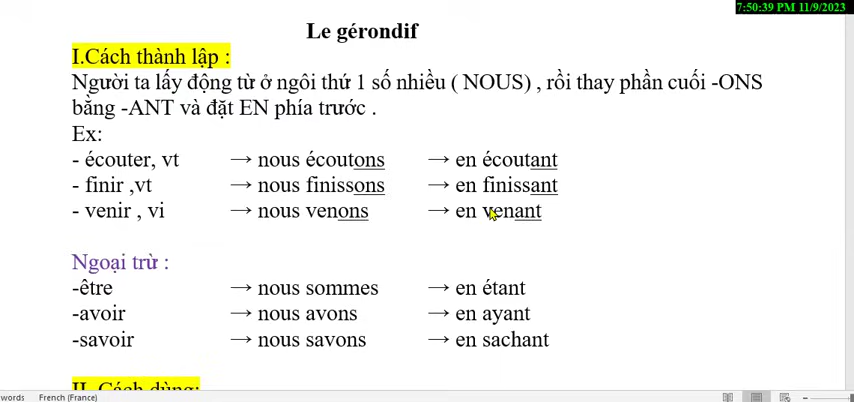 7:50:39 PM 11/9/2023
Le gérondif
I.Cách thành lập :
Người ta lấy động từ ở ngôi thứ 1 số nhiều ( NOUS) , rồi thay phần cuối -ONS
bằng -ANT và đặt EN phía trước .
Ex:
- écouter, vt → nous écoutons → en écoutant
- finir ,vt → nous finissons → en finissant
- venir , vi → nous venons → en venant
Ngoại trừ :
-être → nous sommes → en étant
-avoir → nous avons → en ayant
-savoir → nous savons → en sachant
II. Cách dùng:
words French (France)